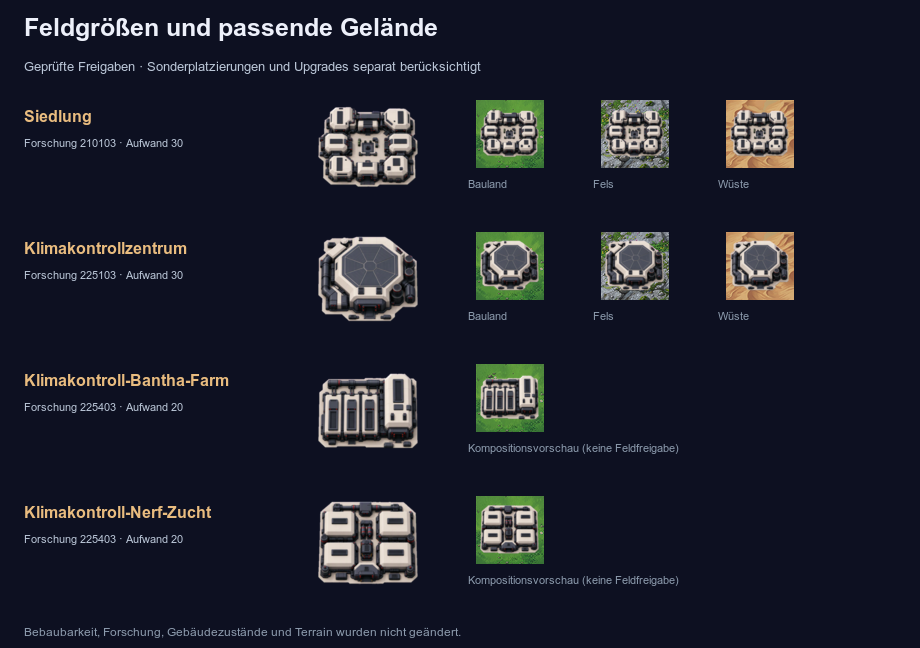 Feldgrößen und passende Gelände
Geprüfte Freigaben · Sonderplatzierungen und Upgrades separat berücksichtigt
Siedlung
Forschung 210103 · Aufwand 30
Bauland
Fels
Wüste
Klimakontrollzentrum
Forschung 225103 · Aufwand 30
Bauland
Fels
Wüste
Klimakontroll-Bantha-Farm
Forschung 225403 · Aufwand 20
Kompositionsvorschau (keine Feldfreigabe)
Klimakontroll-Nerf-Zucht
Forschung 225403 · Aufwand 20
Kompositionsvorschau (keine Feldfreigabe)
Bebaubarkeit, Forschung, Gebäudezustände und Terrain wurden nicht geändert.